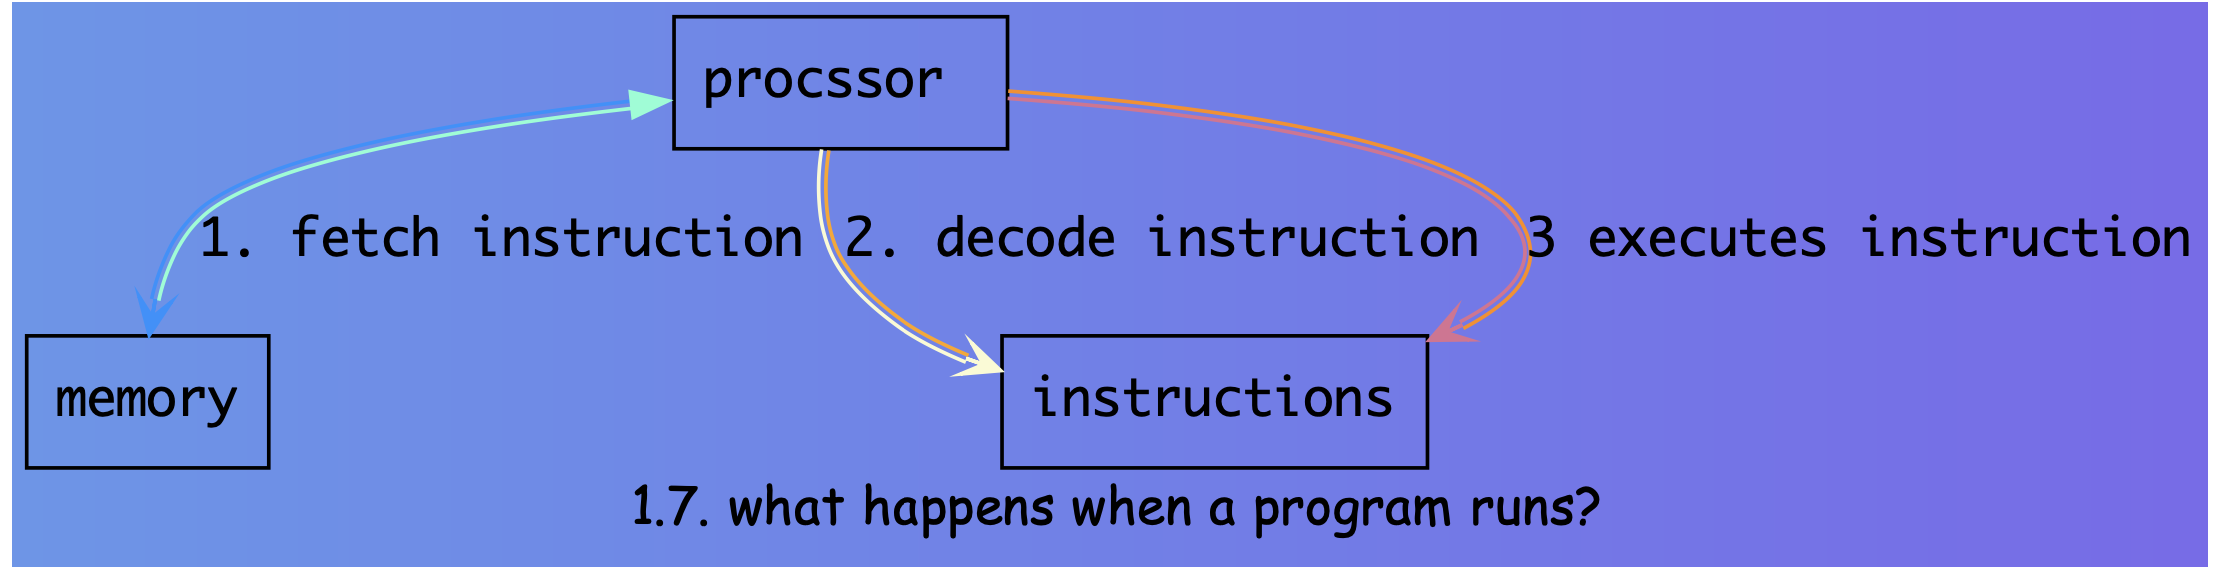 procssor
1. fetch instruction
2. decode instruction
3 executes instruction
memory
instructions
1.7. what happens when a program runs?